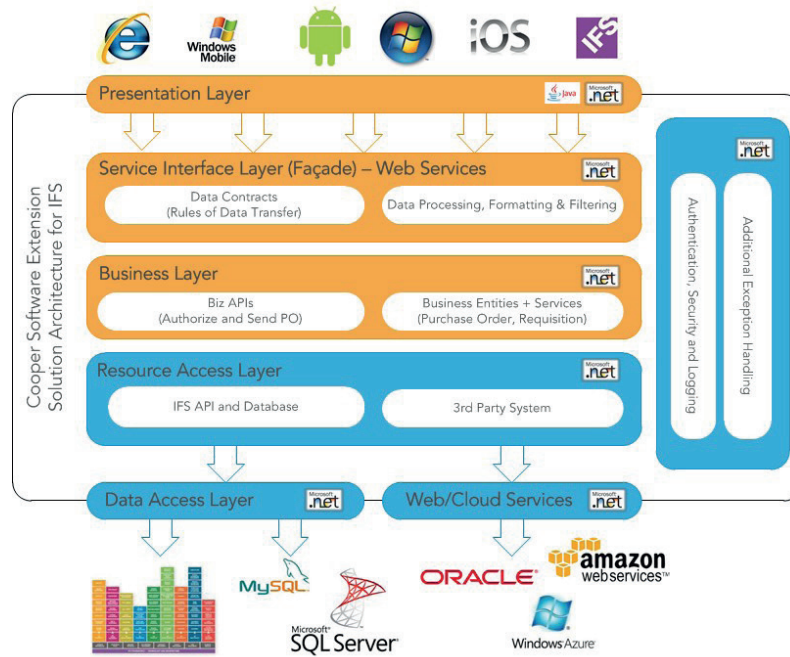 Windows
Mobile
iOS
IFS
Presentation Layer
Java
Microsoft
.net
Cooper Software Extension
Solution Architecture for IFS
Service Interface Layer (Façade) – Web Services
Microsoft
.net
Data Contracts
(Rules of Data Transfer)
Data Processing, Formatting & Filtering
Business Layer
Microsoft
.net
Biz APIs
(Authorize and Send PO)
Business Entities + Services
(Purchase Order, Requisition)
Resource Access Layer
Microsoft
.net
IFS API and Database
3rd Party System
Microsoft
.net
Authentication, Security and Logging
Additional Exception Handling
Data Access Layer
Microsoft
.net
Web/Cloud Services
Microsoft
.net
MySQL
Microsoft®
SQL Server®
ORACLE®
amazon
webservices™
Windows Azure™